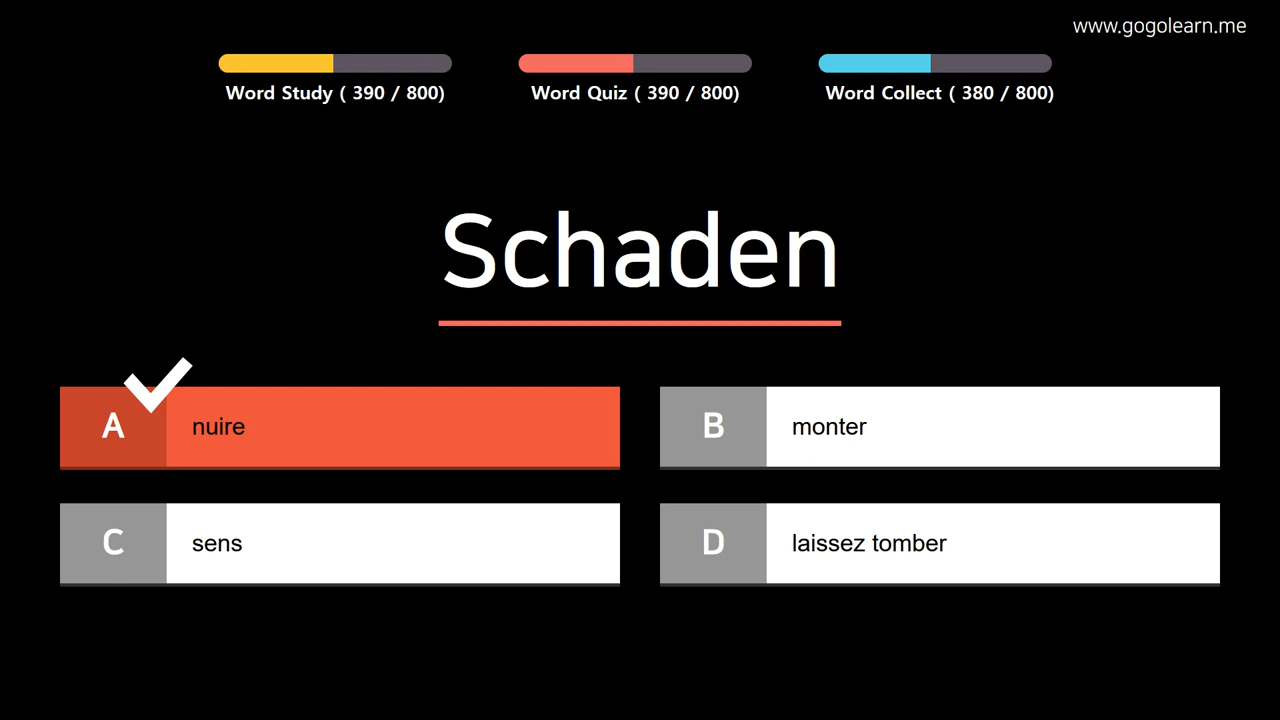 www.gogolearn.me
Word Study ( 390 / 800)
Word Quiz ( 390 / 800)
Word Collect ( 380 / 800)
Schaden
A nuire
B monter
C sens
D laissez tomber